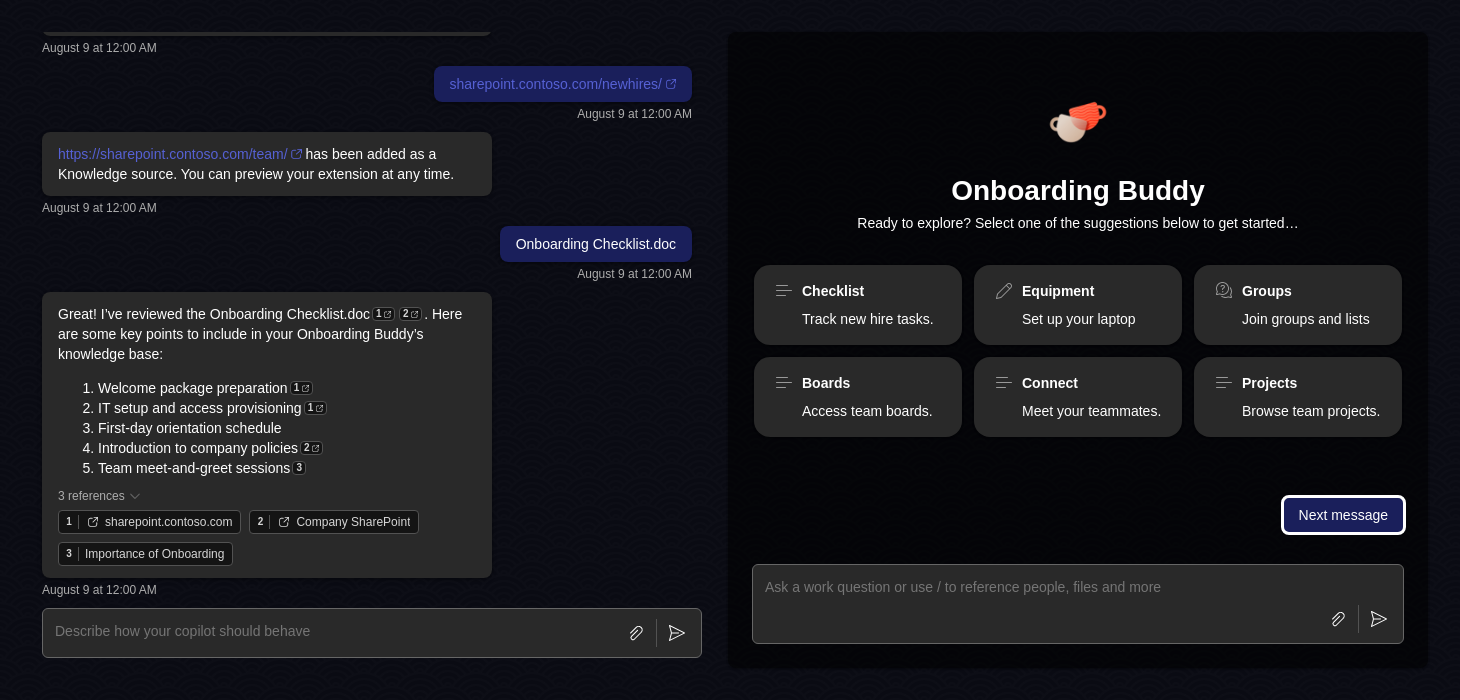 August 9 at 12:00 AM
sharepoint.contoso.com/newhires/
August 9 at 12:00 AM
https://sharepoint.contoso.com/team/ has been added as a
Knowledge source. You can preview your extension at any time.
August 9 at 12:00 AM
Onboarding Checklist.doc
August 9 at 12:00 AM
Great! I've reviewed the Onboarding Checklist.doc 1 2 . Here
are some key points to include in your Onboarding Buddy's
knowledge base:
1. Welcome package preparation 1
2. IT setup and access provisioning 1
3. First-day orientation schedule
4. Introduction to company policies 2
5. Team meet-and-greet sessions 3
3 references
1 sharepoint.contoso.com 2 Company SharePoint
3 Importance of Onboarding
August 9 at 12:00 AM
Describe how your copilot should behave
Onboarding Buddy
Ready to explore? Select one of the suggestions below to get started…
Checklist
Track new hire tasks.
Equipment
Set up your laptop
Groups
Join groups and lists
Boards
Access team boards.
Connect
Meet your teammates.
Projects
Browse team projects.
Next message
Ask a work question or use / to reference people, files and more